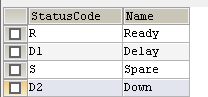 StatusCode Name
R Ready
D1 Delay
S Spare
D2 Down